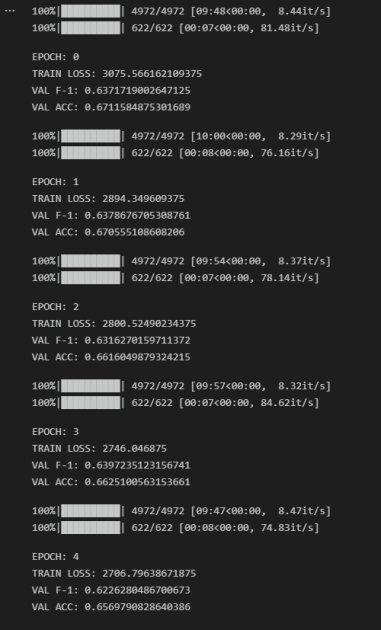 ...
100%|██████████| 4972/4972 [09:48<00:00,  8.44it/s]
100%|██████████| 622/622 [00:07<00:00, 81.48it/s]
EPOCH: 0
TRAIN LOSS: 3075.566162109375
VAL F-1: 0.6371719002647125
VAL ACC: 0.6711584875301689
100%|██████████| 4972/4972 [10:00<00:00,  8.29it/s]
100%|██████████| 622/622 [00:08<00:00, 76.16it/s]
EPOCH: 1
TRAIN LOSS: 2894.349609375
VAL F-1: 0.6378676705308761
VAL ACC: 0.670555108608206
100%|██████████| 4972/4972 [09:54<00:00,  8.37it/s]
100%|██████████| 622/622 [00:07<00:00, 78.14it/s]
EPOCH: 2
TRAIN LOSS: 2800.52490234375
VAL F-1: 0.6316270159711372
VAL ACC: 0.6616049879324215
100%|██████████| 4972/4972 [09:57<00:00,  8.32it/s]
100%|██████████| 622/622 [00:07<00:00, 84.62it/s]
EPOCH: 3
TRAIN LOSS: 2746.046875
VAL F-1: 0.6397235123156741
VAL ACC: 0.6625100563153661
100%|██████████| 4972/4972 [09:47<00:00,  8.47it/s]
100%|██████████| 622/622 [00:08<00:00, 74.83it/s]
EPOCH: 4
TRAIN LOSS: 2706.79638671875
VAL F-1: 0.6226280486700673
VAL ACC: 0.6569790828640386